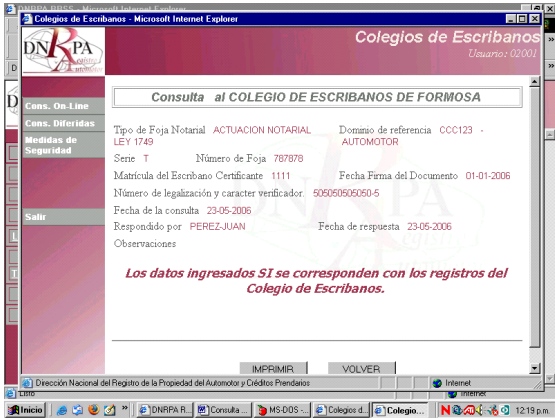 DNRPA RRSS - Microsoft Internet Explorer
Colegios de Escribanos - Microsoft Internet Explorer
DNRPA
Colegios de Escribanos
Usuario: 02001
Cons. On-Line
Cons. Diferidas
Medidas de
Seguridad
Salir
Consulta al COLEGIO DE ESCRIBANOS DE FORMOSA
Tipo de Foja Notarial ACTUACION NOTARIAL Dominio de referencia CCC123 -
LEY 1749 AUTOMOTOR
Serie T Número de Foja 787878
Matrícula del Escribano Certificante 1111 Fecha Firma del Documento 01-01-2006
Número de legalización y caracter verificador. 505050505050-5
Fecha de la consulta 23-05-2006
Respondido por PEREZ-JUAN Fecha de respuesta 23-05-2006
Observaciones
Los datos ingresados SI se corresponden con los registros del
Colegio de Escribanos.
IMPRIMIR VOLVER
Dirección Nacional del Registro de la Propiedad del Automotor y Créditos Prendarios Internet
Listo Internet
Inicio » DNRPA R... Consulta ... MS-DOS -... Colegios d... Colegio... 12:19 p.m.